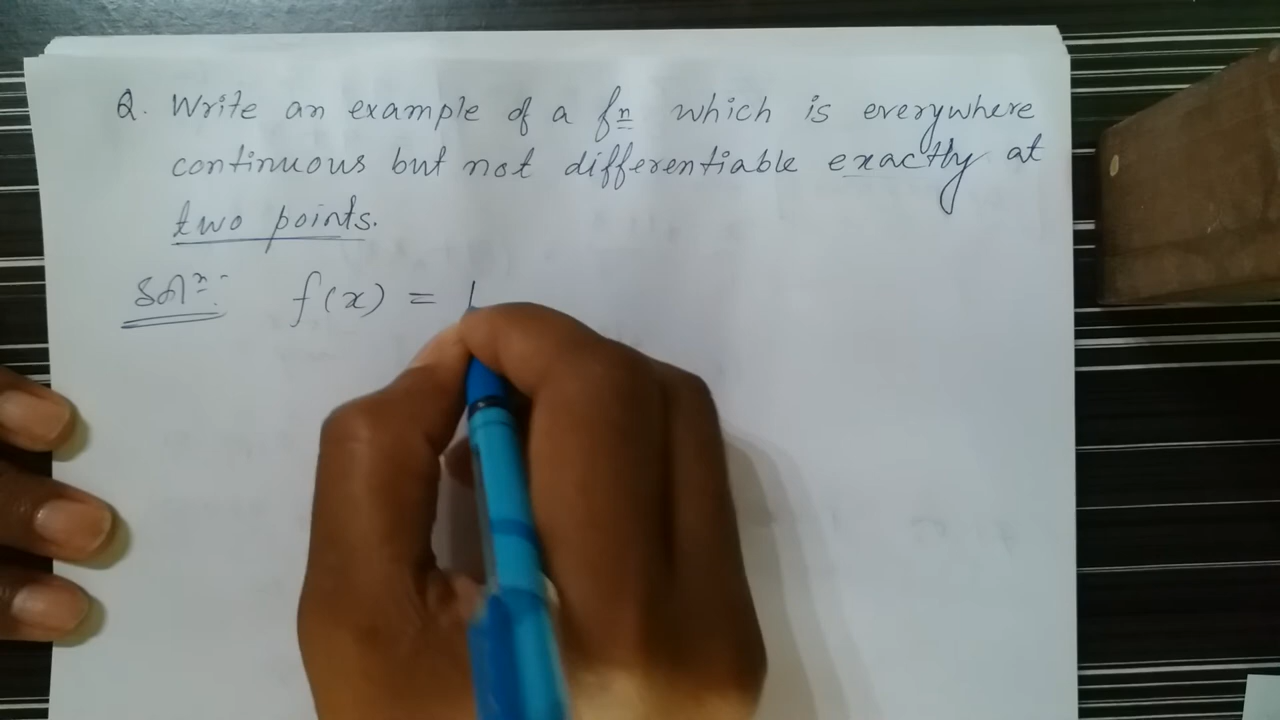 Q. Write an example of a fn which is everywhere
continuous but not differentiable exactly at
two points.
Soln:- f(x) = |